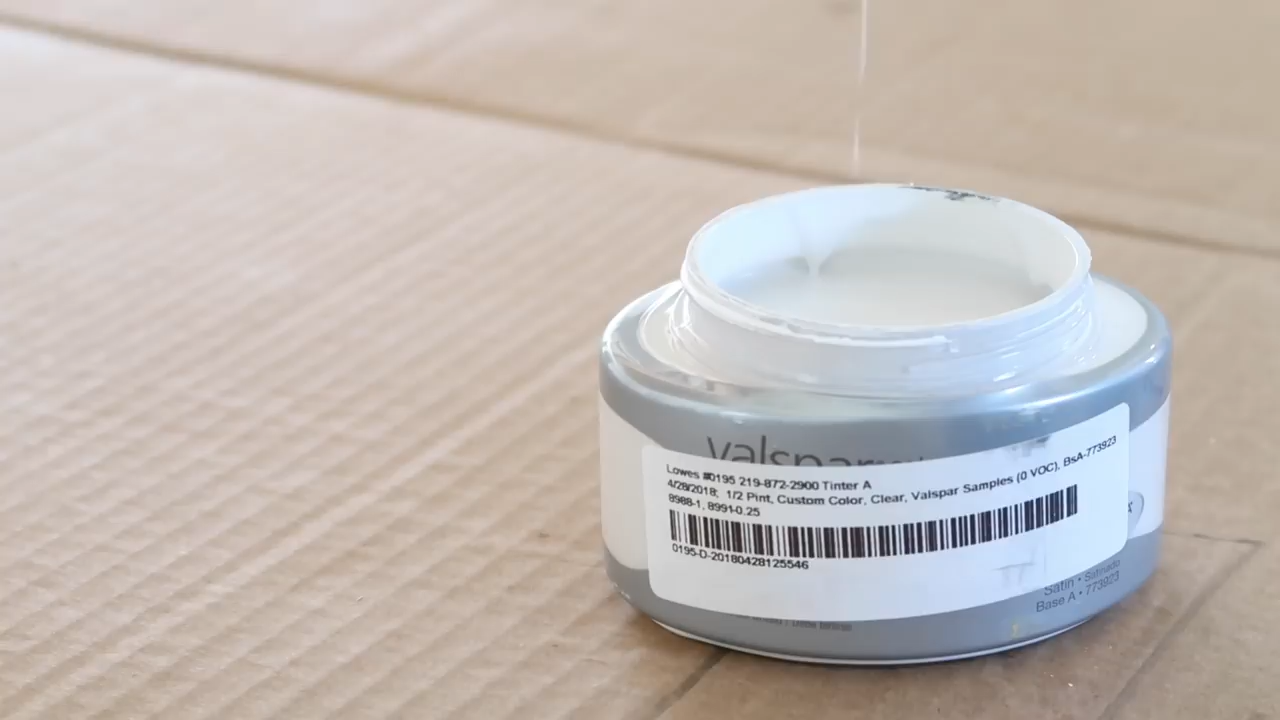 valspar
Lowes #0195 219-872-2900 Tinter A
4/28/2018; 1/2 Pint, Custom Color, Clear, Valspar Samples (0 VOC), BsA-773923
8988-1, 8991-0.25
0195-D-20180428125546
Satin • Satinado
Base A • 773923